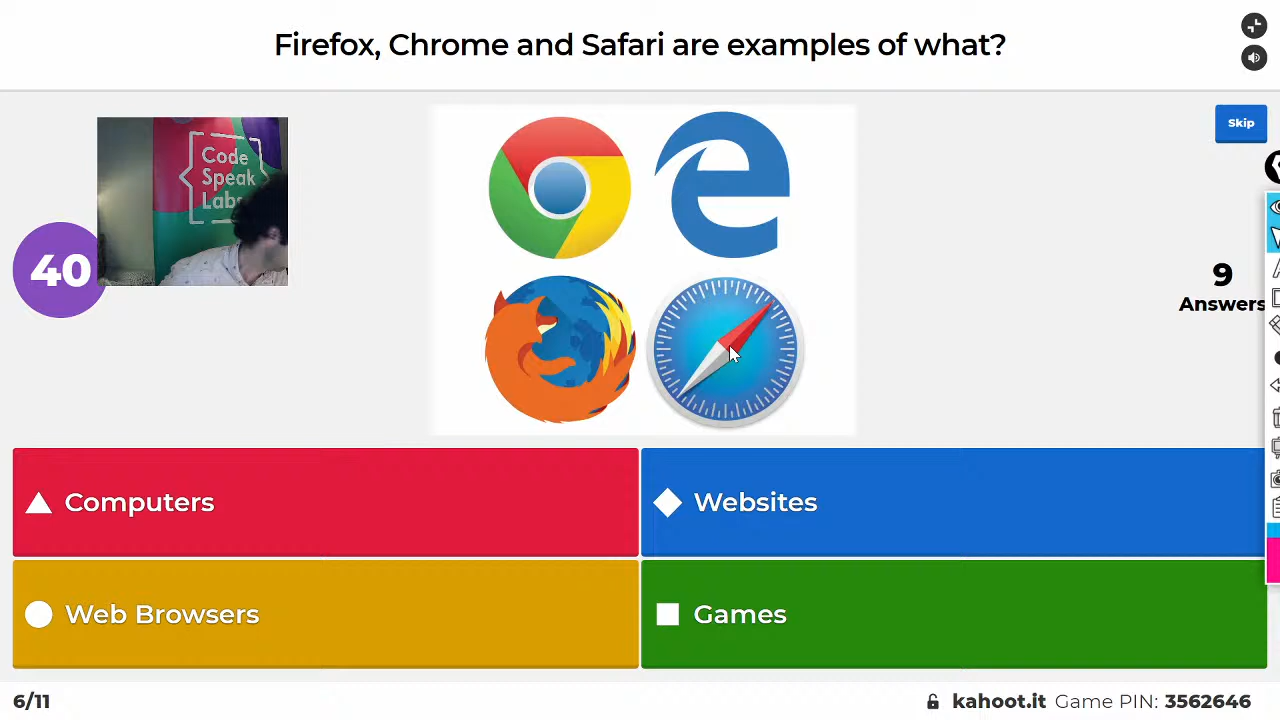 Firefox, Chrome and Safari are examples of what?
Skip
Code
Speak
Labs
40
9
Answers
Computers
Websites
Web Browsers
Games
6/11
kahoot.it Game PIN: 3562646